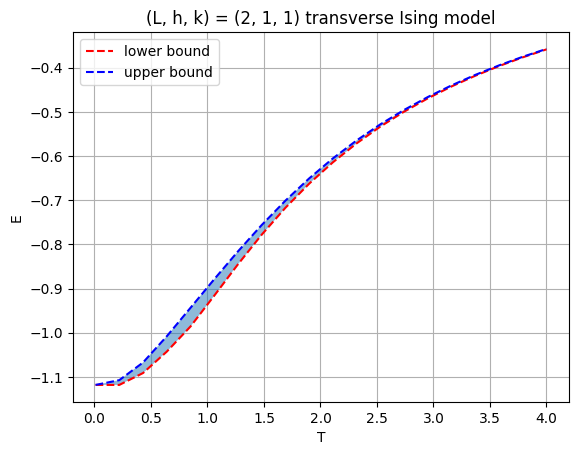 (L, h, k) = (2, 1, 1) transverse Ising model
lower bound
upper bound
−0.4
−0.5
−0.6
−0.7
−0.8
−0.9
−1.0
−1.1
E
0.0 0.5 1.0 1.5 2.0 2.5 3.0 3.5 4.0
T